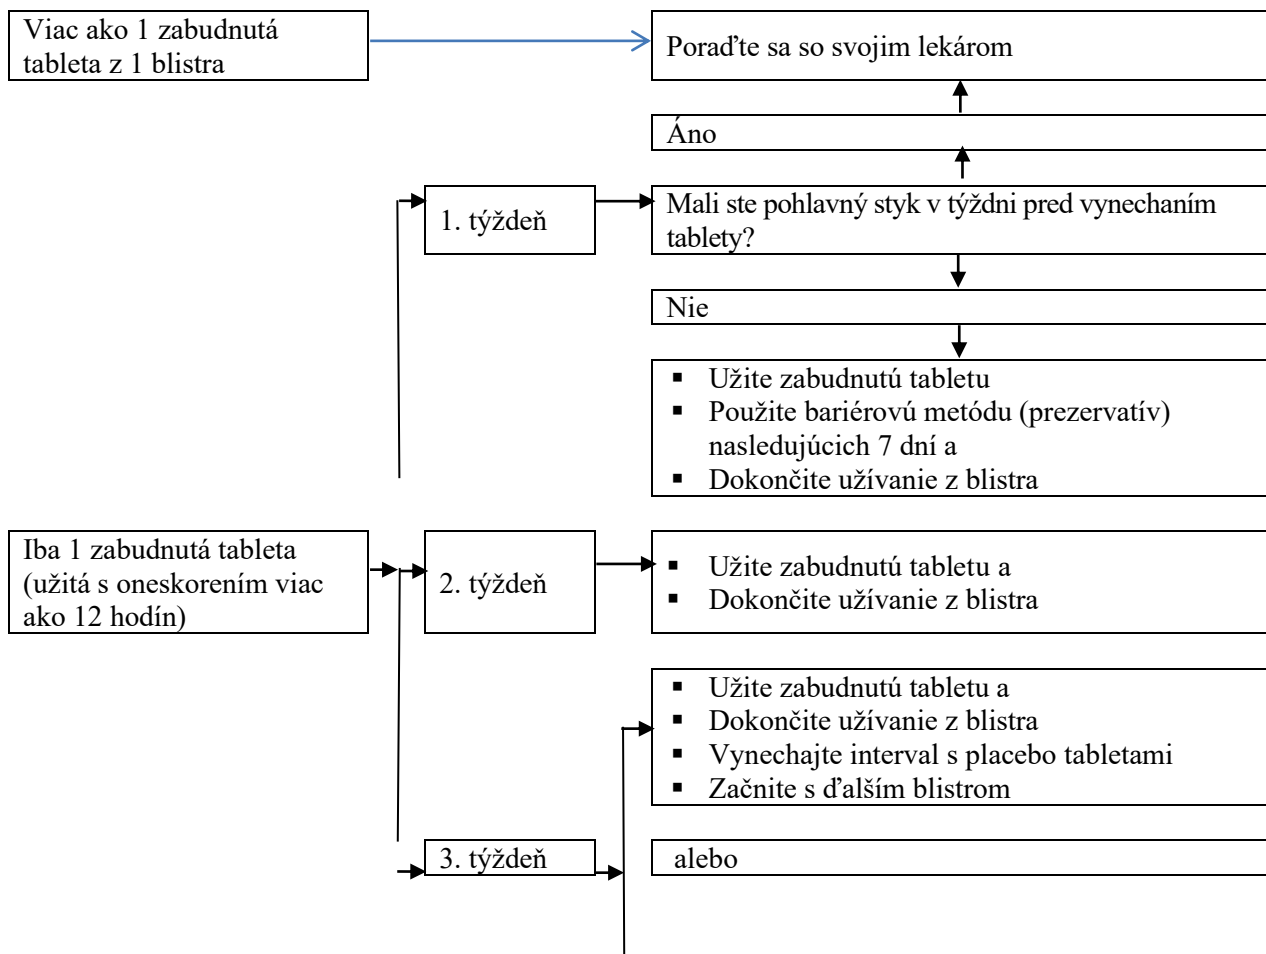 Viac ako 1 zabudnutá
tableta z 1 blistra
Poraďte sa so svojim lekárom
Áno
1. týždeň
Mali ste pohlavný styk v týždni pred vynechaním
tablety?
Nie
▪ Užite zabudnutú tabletu
▪ Použite bariérovú metódu (prezervatív)
nasledujúcich 7 dní a
▪ Dokončite užívanie z blistra
Iba 1 zabudnutá tableta
(užitá s oneskorením viac
ako 12 hodín)
2. týždeň
▪ Užite zabudnutú tabletu a
▪ Dokončite užívanie z blistra
▪ Užite zabudnutú tabletu a
▪ Dokončite užívanie z blistra
▪ Vynechajte interval s placebo tabletami
▪ Začnite s ďalším blistrom
3. týždeň
alebo